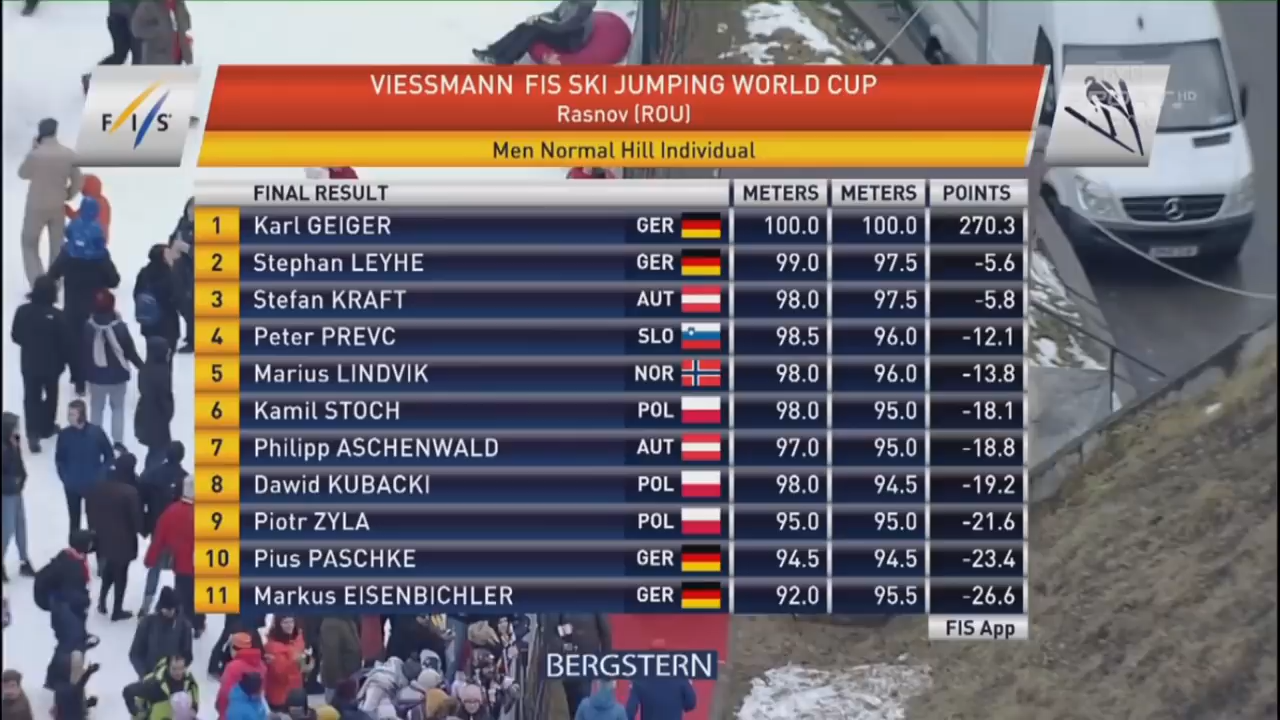 VIESSMANN FIS SKI JUMPING WORLD CUP
Rasnov (ROU)
FIS
Men Normal Hill Individual
FINAL RESULT METERS METERS POINTS
1 Karl GEIGER GER 100.0 100.0 270.3
2 Stephan LEYHE GER 99.0 97.5 -5.6
3 Stefan KRAFT AUT 98.0 97.5 -5.8
4 Peter PREVC SLO 98.5 96.0 -12.1
5 Marius LINDVIK NOR 98.0 96.0 -13.8
6 Kamil STOCH POL 98.0 95.0 -18.1
7 Philipp ASCHENWALD AUT 97.0 95.0 -18.8
8 Dawid KUBACKI POL 98.0 94.5 -19.2
9 Piotr ZYLA POL 95.0 95.0 -21.6
10 Pius PASCHKE GER 94.5 94.5 -23.4
11 Markus EISENBICHLER GER 92.0 95.5 -26.6
FIS App
BERGSTERN